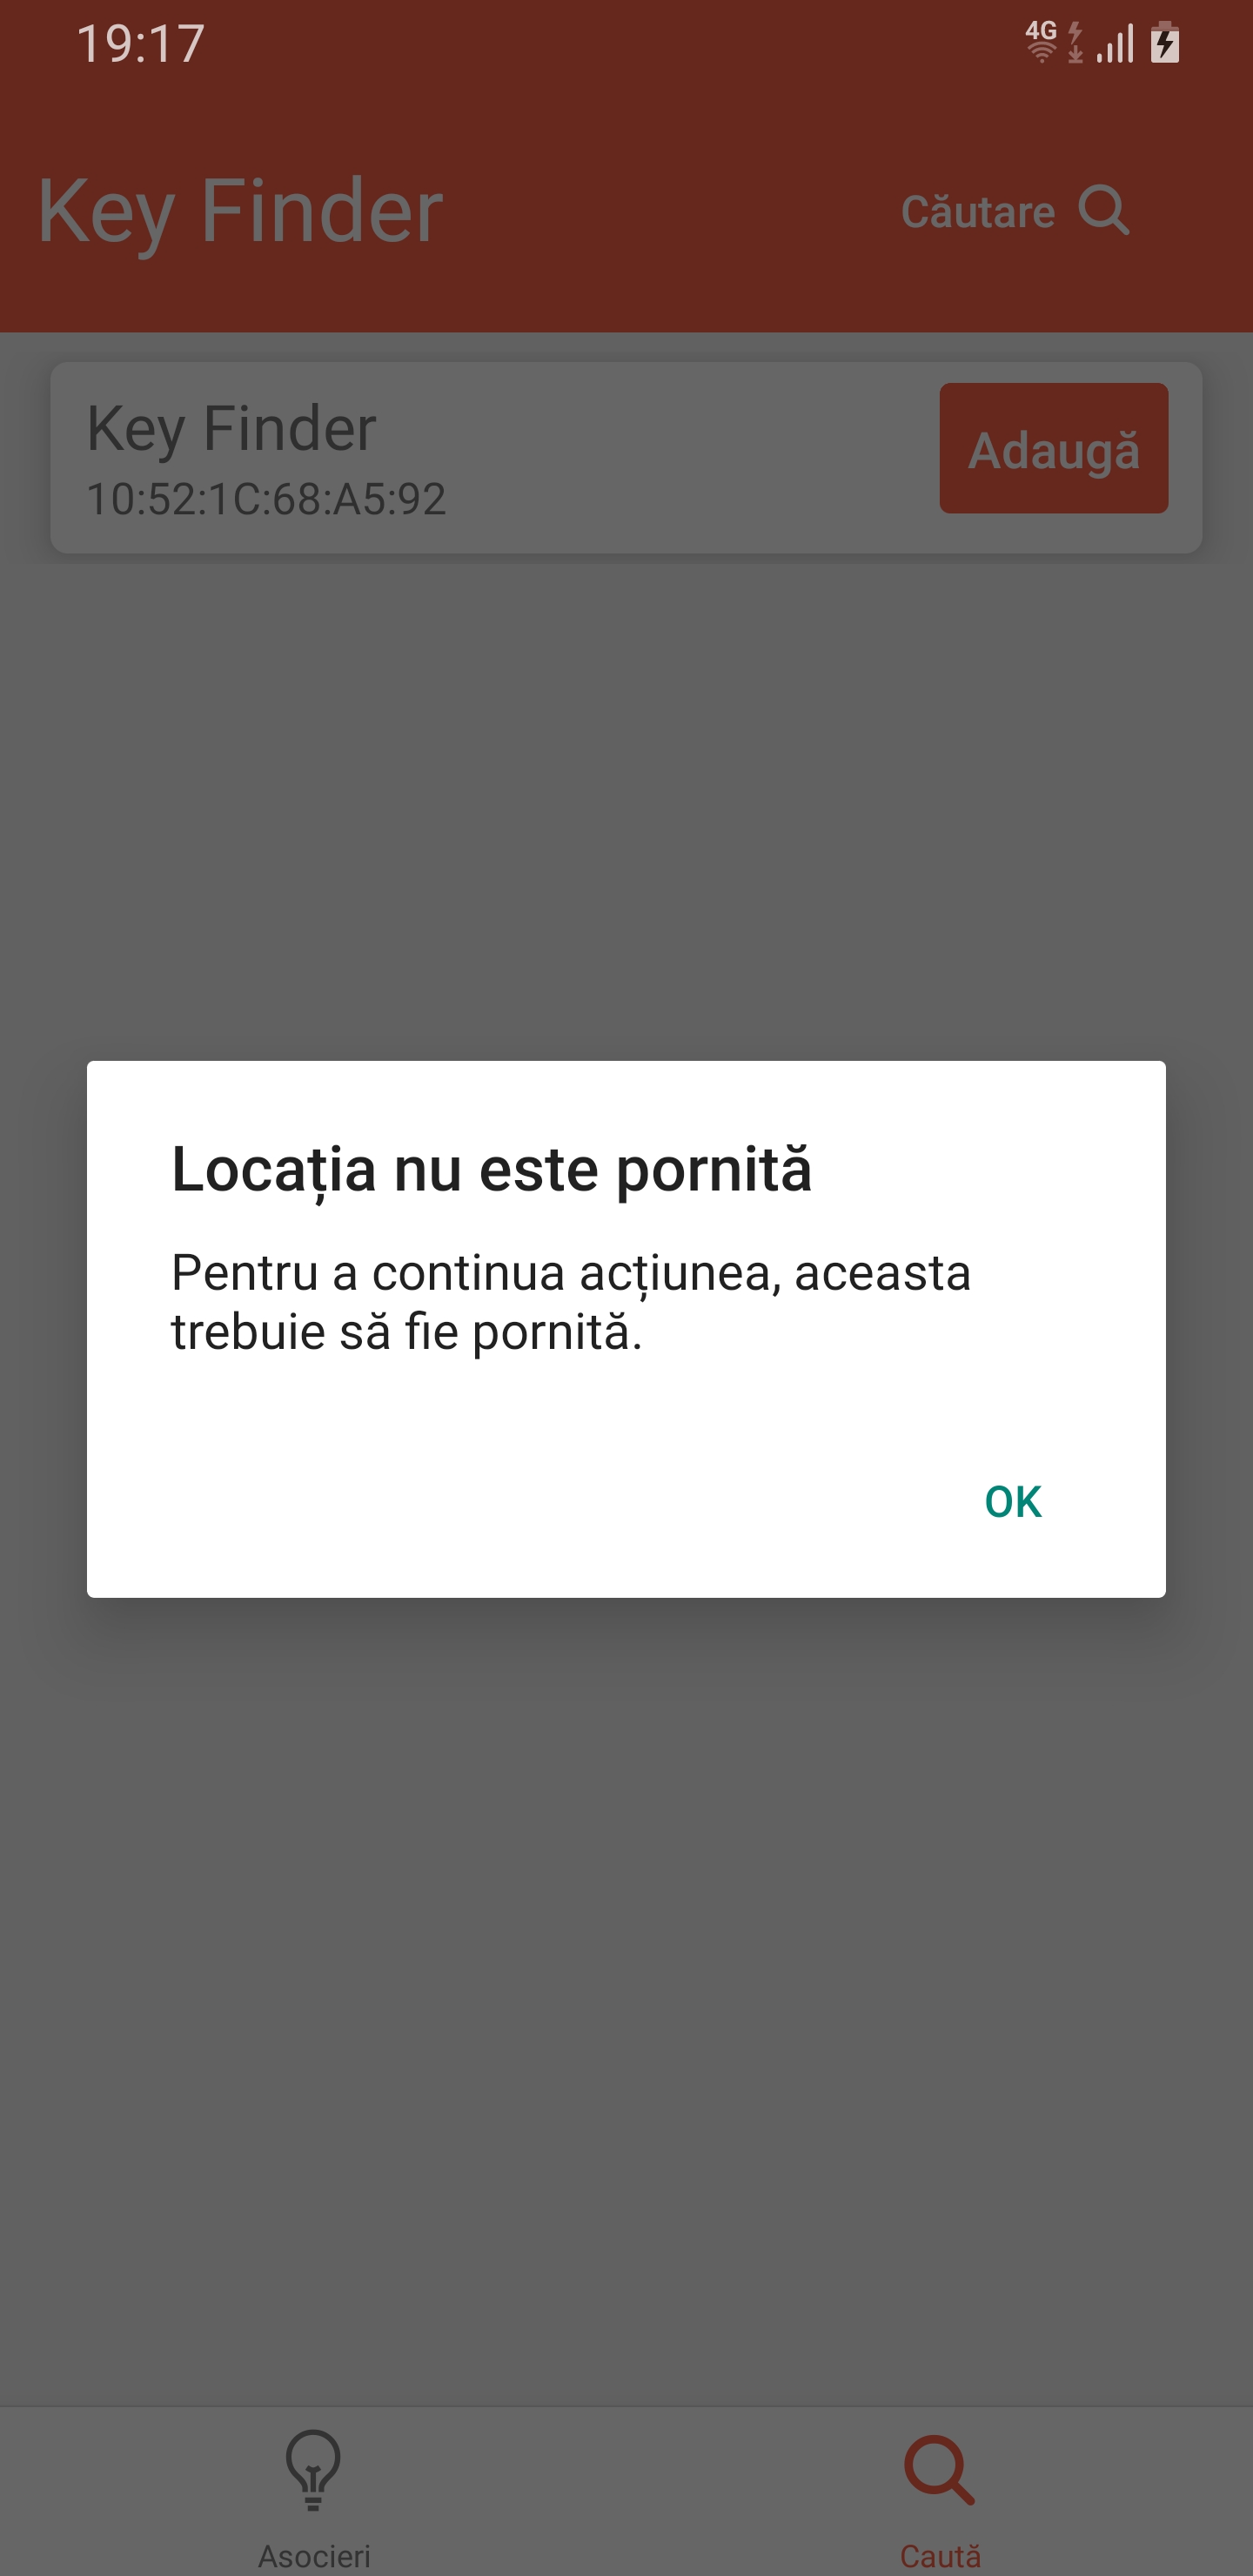 19:17
4G
Key Finder
Căutare
Key Finder
10:52:1C:68:A5:92
Adaugă
Locația nu este pornită
Pentru a continua acțiunea, aceasta
trebuie să fie pornită.
OK
Asocieri
Caută